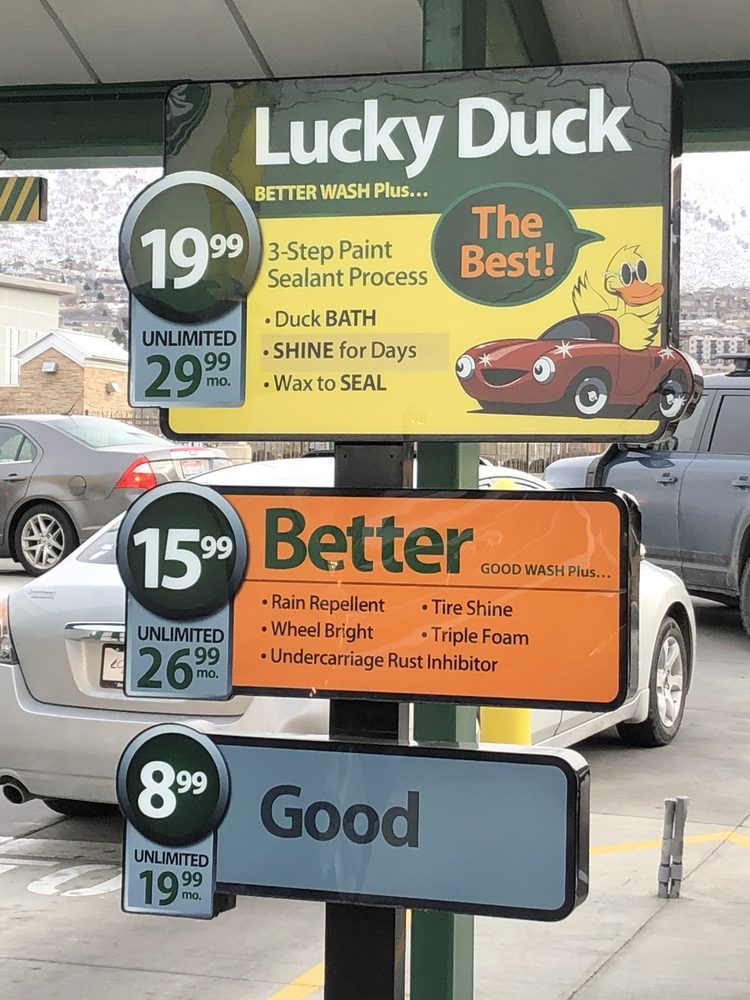 Lucky Duck
BETTER WASH Plus...
19.99
UNLIMITED
29.99 mo.
3-Step Paint
Sealant Process
• Duck BATH
• SHINE for Days
• Wax to SEAL
The
Best!
15.99
UNLIMITED
26.99 mo.
Better
GOOD WASH Plus...
• Rain Repellent
• Wheel Bright
• Undercarriage Rust Inhibitor
• Tire Shine
• Triple Foam
8.99
UNLIMITED
19.99 mo.
Good